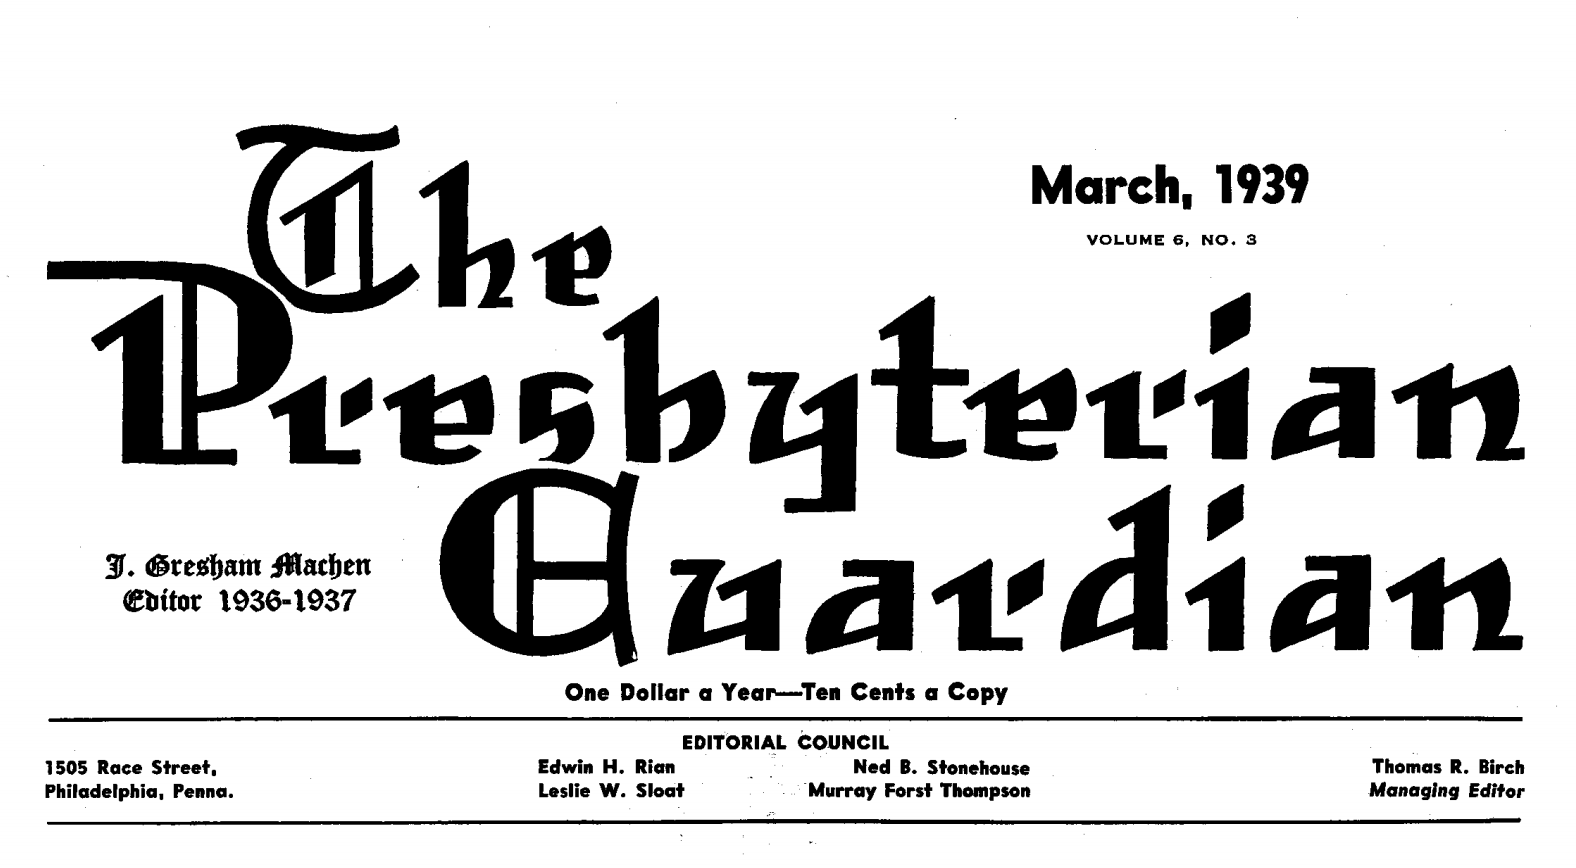 The
March, 1939
VOLUME 6, NO. 3
Presbyterian
Guardian
J. Gresham Machen
Editor 1936-1937
One Dollar a Year—Ten Cents a Copy
EDITORIAL COUNCIL
1505 Race Street,
Philadelphia, Penna.
Edwin H. Rian
Leslie W. Sloat
Ned B. Stonehouse
Murray Forst Thompson
Thomas R. Birch
Managing Editor